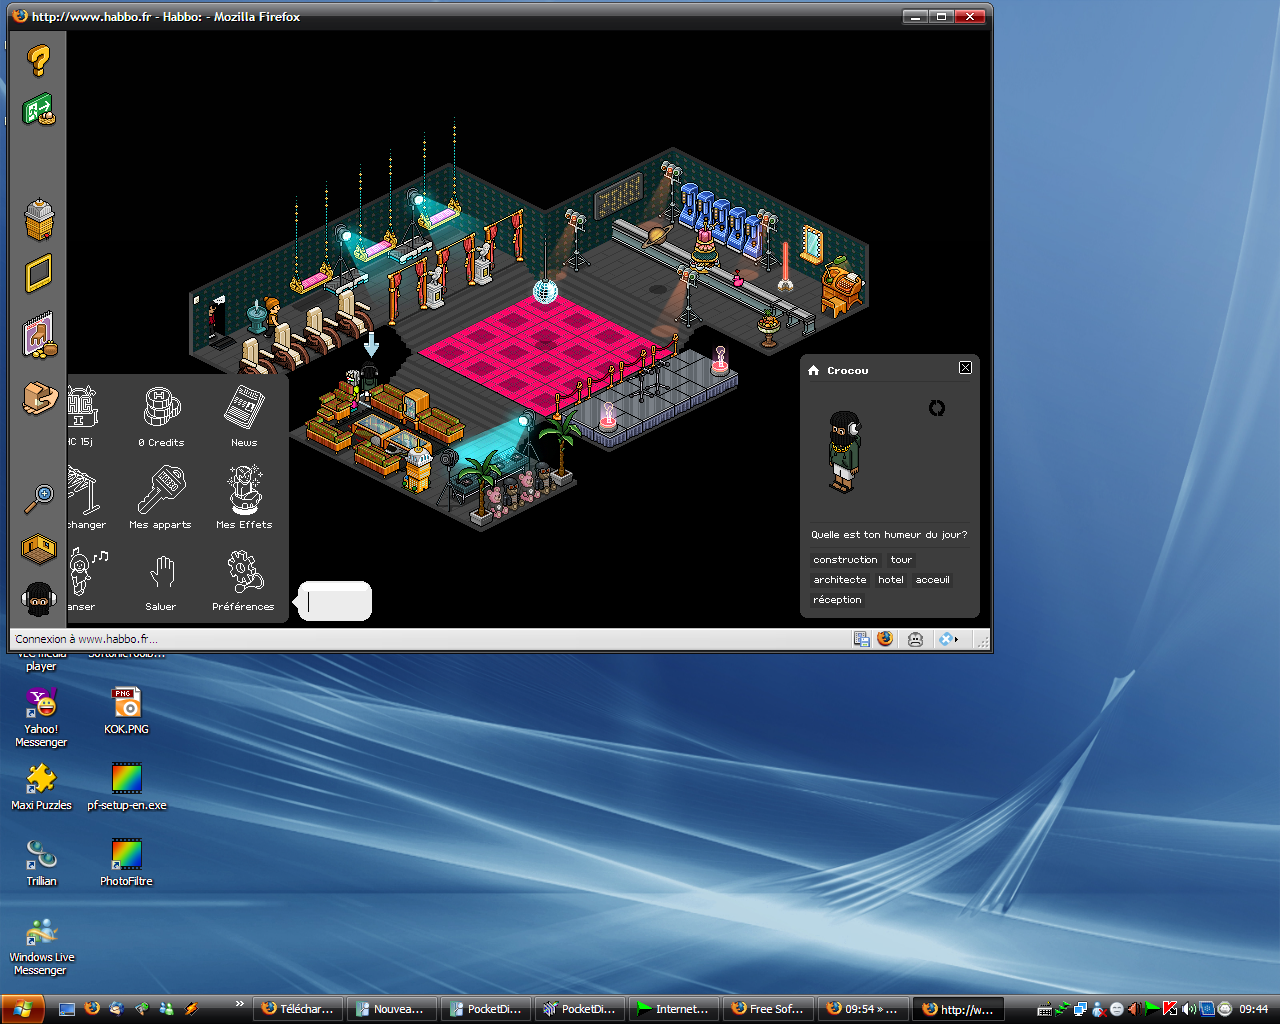 http://www.habbo.fr - Habbo: - Mozilla Firefox
Crocou
HC 15j
0 Credits
News
changer
Mes apparts
Mes Effets
anser
Saluer
Préférences
Quelle est ton humeur du jour?
construction tour
architecte hotel acceuil
réception
Connexion à www.habbo.fr...
VLC media
player
Yahoo!
Messenger
PNG
KOK.PNG
Maxi Puzzles
pf-setup-en.exe
Trillian
PhotoFiltre
Windows Live
Messenger
Téléchar...
Nouvea...
PocketDi...
PocketDi...
Internet...
Free Sof...
09:54 » ...
http://w...
09:44